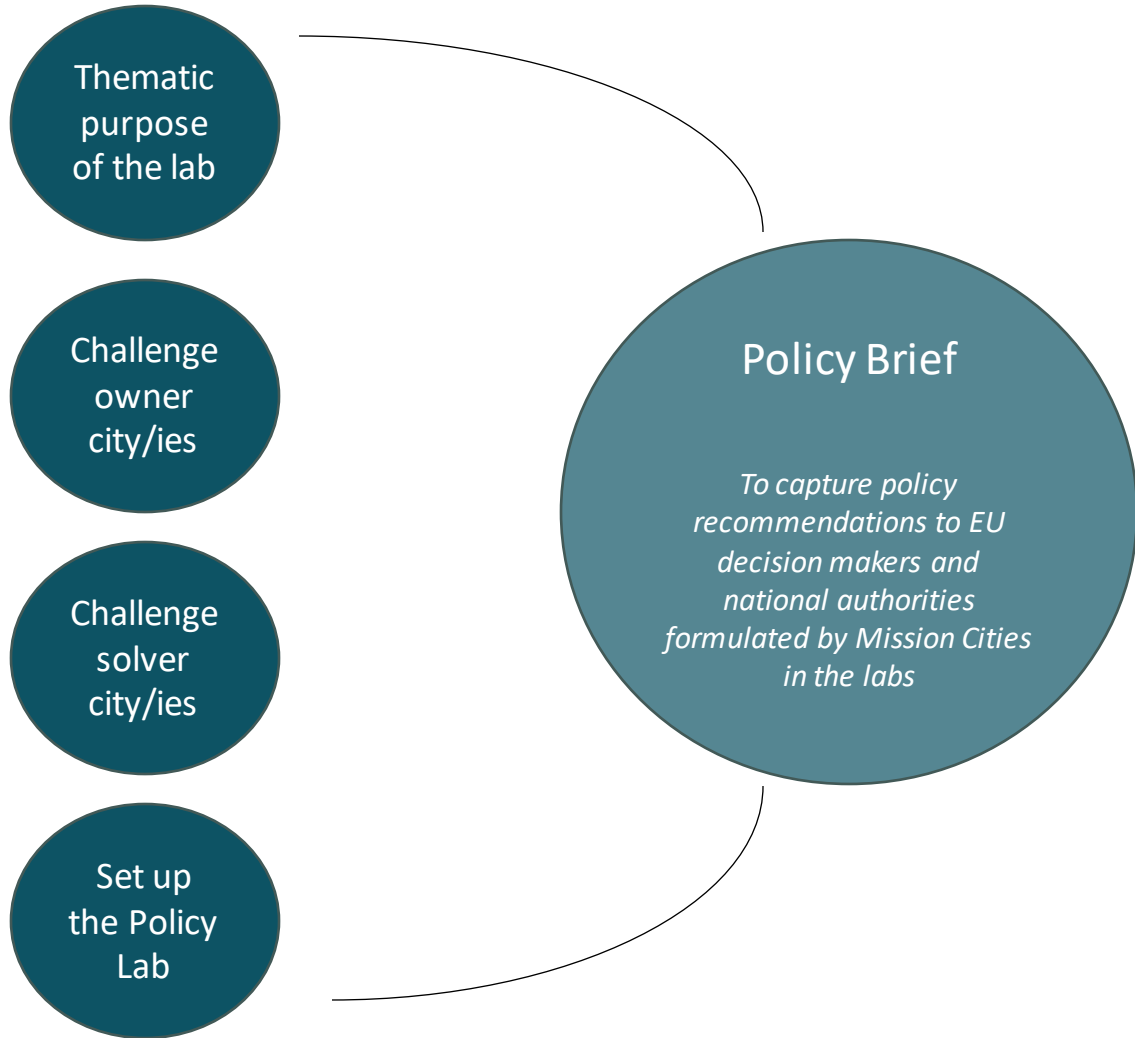 Thematic
purpose
of the lab
Challenge
owner
city/ies
Challenge
solver
city/ies
Set up
the Policy
Lab
Policy Brief
To capture policy
recommendations to EU
decision makers and
national authorities
formulated by Mission Cities
in the labs